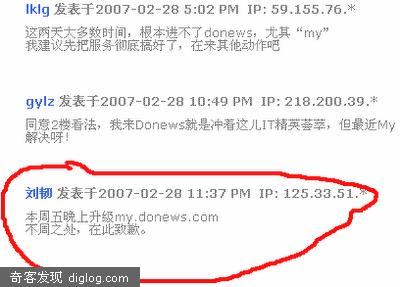 lklg 发表于2007-02-28 5:02 PM IP: 59.155.76.*
这两天大多数时间，根本进不了donews，尤其“my”
我建议先把服务彻底搞好了，在来其他动作吧
gylz 发表于2007-02-28 10:49 PM IP: 218.200.39.*
同意2楼看法，我来Donews就是冲着这儿IT精英荟萃，但最近My
解决呀！
刘韧 发表于2007-02-28 11:37 PM IP: 125.33.51.*
本周五晚上升级my.donews.com
不周之处，在此致歉。
奇客发现 diglog.com